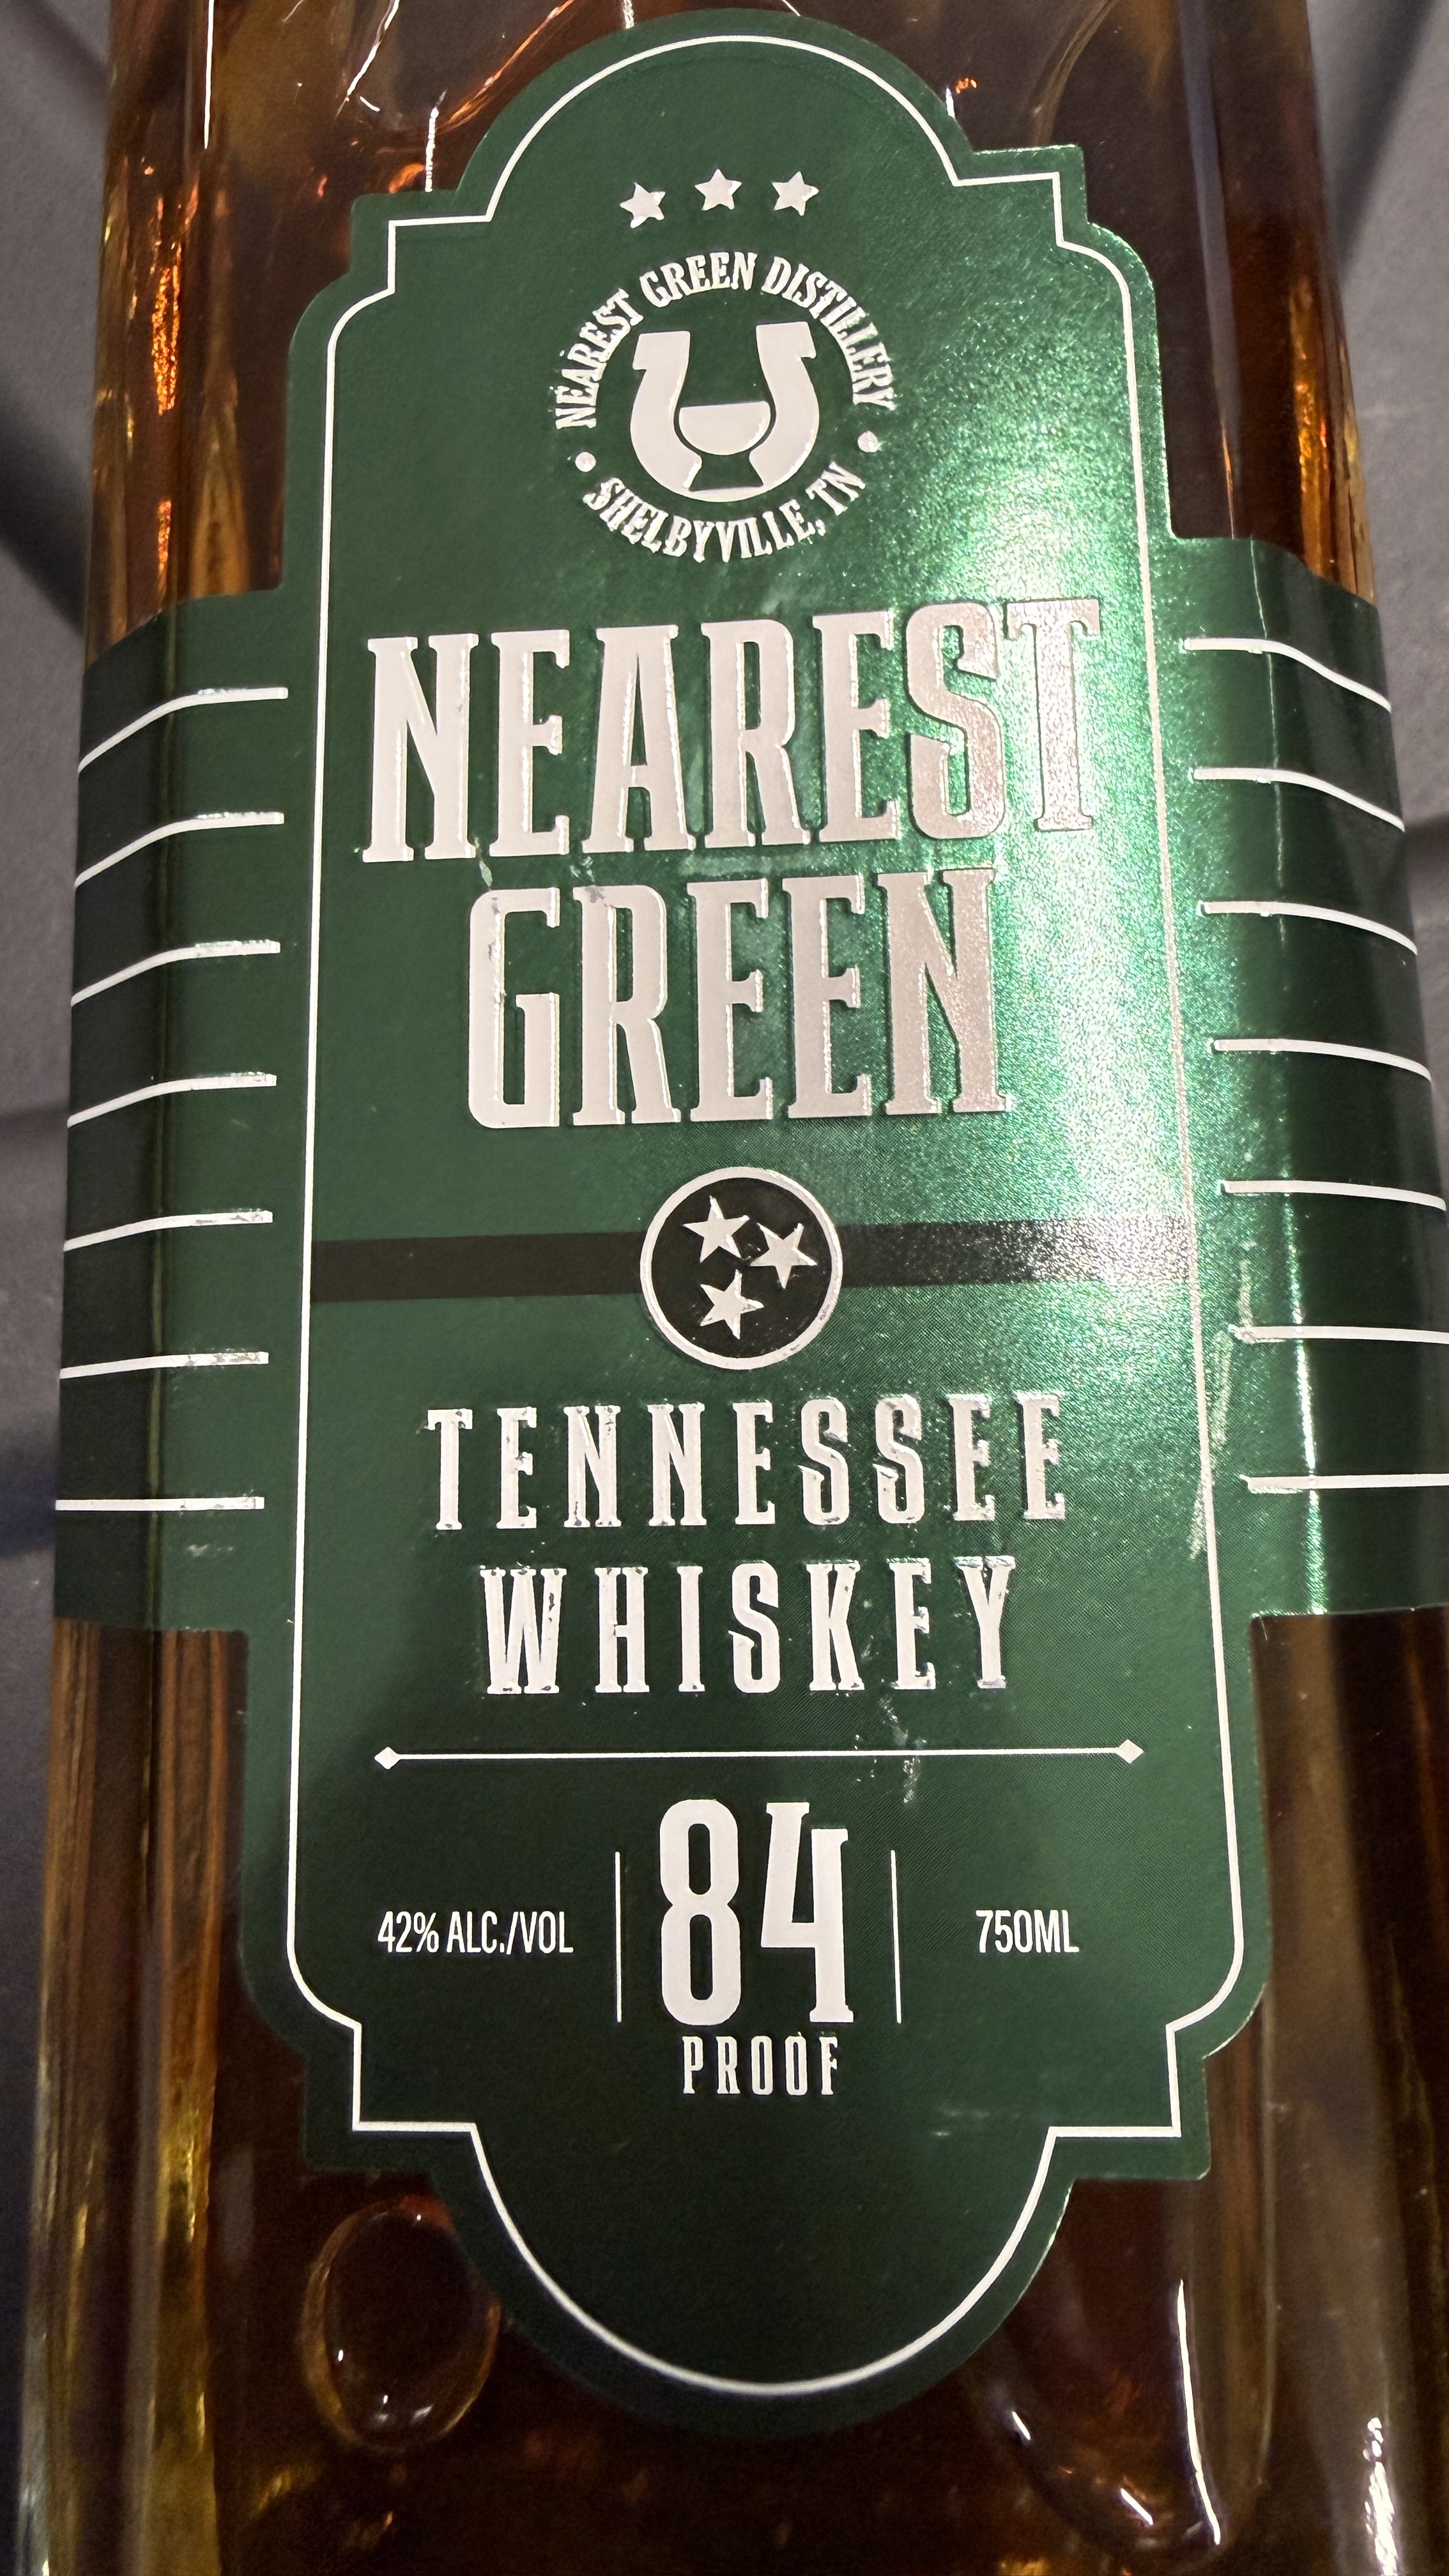 NEAREST GREEN DISTILLERY
• SHELBYVILLE, TN •
NEAREST
GREEN
TENNESSEE
WHISKEY
42% ALC./VOL
84
PROOF
750ML